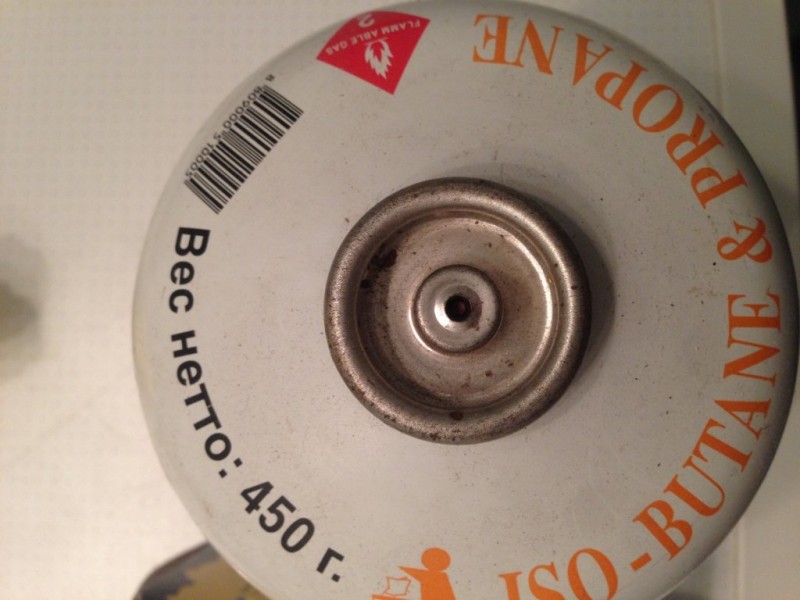 ISO-BUTANE & PROPANE
Вес нетто: 450 г.
FLAMMABLE GAS
2